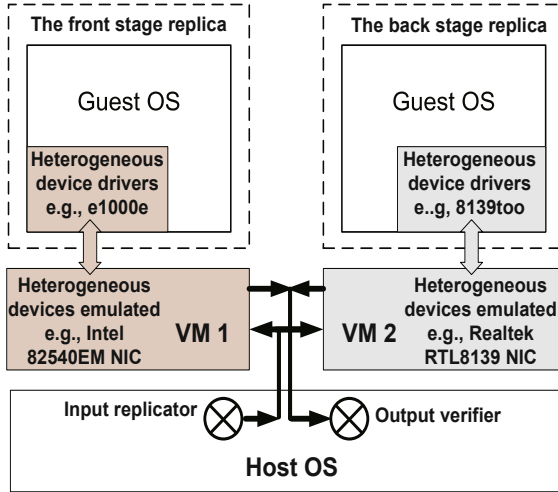 The front stage replica
Guest OS
Heterogeneous
device drivers
e.g., e1000e
Heterogeneous
devices emulated
e.g., Intel
82540EM NIC
VM 1
The back stage replica
Guest OS
Heterogeneous
device drivers
e..g, 8139too
VM 2
Heterogeneous
devices emulated
e.g., Realtek
RTL8139 NIC
Input replicator
Output verifier
Host OS